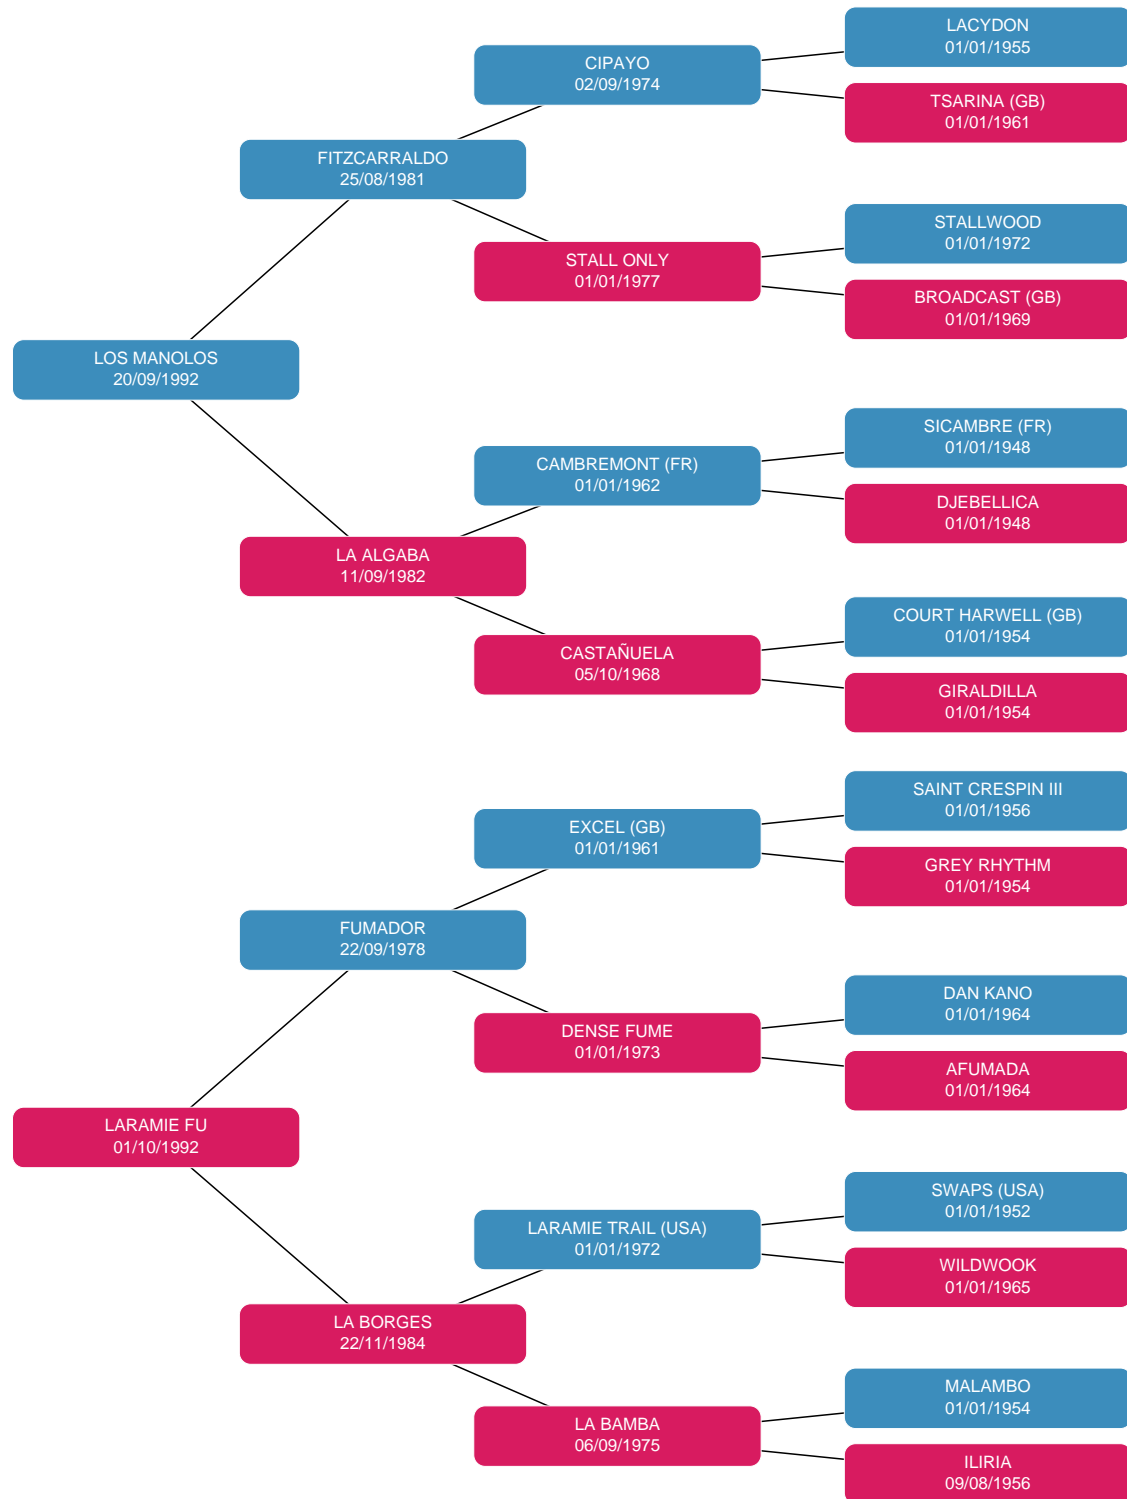 LACYDON
01/01/1955
CIPAYO
02/09/1974
TSARINA (GB)
01/01/1961
FITZCARRALDO
25/08/1981
STALLWOOD
01/01/1972
STALL ONLY
01/01/1977
BROADCAST (GB)
01/01/1969
LOS MANOLOS
20/09/1992
SICAMBRE (FR)
01/01/1948
CAMBREMONT (FR)
01/01/1962
DJEBELLICA
01/01/1948
LA ALGABA
11/09/1982
COURT HARWELL (GB)
01/01/1954
CASTAÑUELA
05/10/1968
GIRALDILLA
01/01/1954
SAINT CRESPIN III
01/01/1956
EXCEL (GB)
01/01/1961
GREY RHYTHM
01/01/1954
FUMADOR
22/09/1978
DAN KANO
01/01/1964
DENSE FUME
01/01/1973
AFUMADA
01/01/1964
LARAMIE FU
01/10/1992
SWAPS (USA)
01/01/1952
LARAMIE TRAIL (USA)
01/01/1972
WILDWOOK
01/01/1965
LA BORGES
22/11/1984
MALAMBO
01/01/1954
LA BAMBA
06/09/1975
ILIRIA
09/08/1956